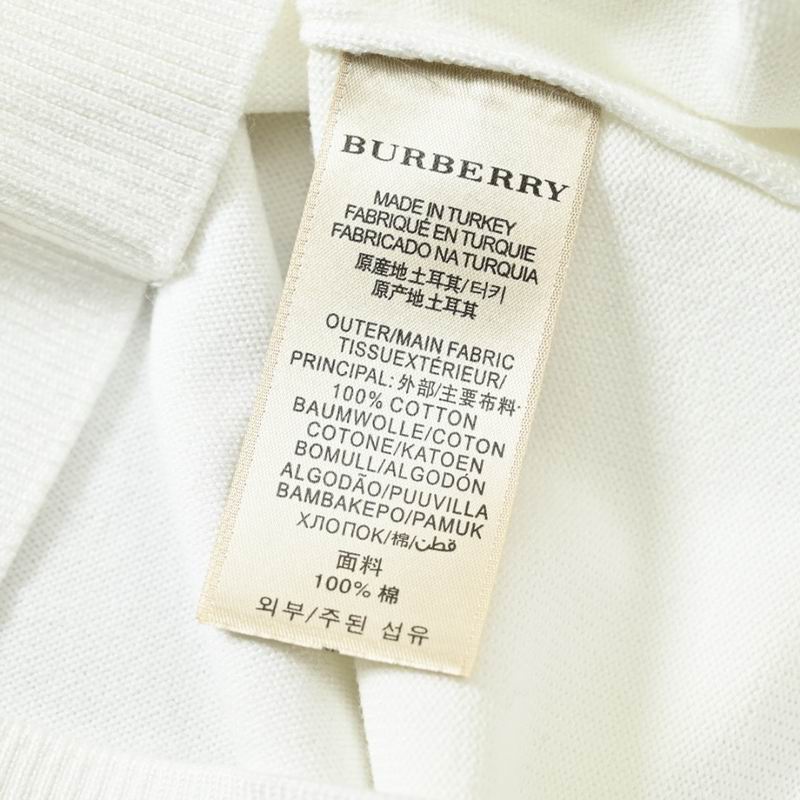 BURBERRY
MADE IN TURKEY
FABRIQUÉ EN TURQUIE
FABRICADO NA TURQUIA
原產地土耳其/터키
原产地土耳其
OUTER/MAIN FABRIC
TISSUEXTÉRIEUR/
PRINCIPAL: 外部/主要布料·
100% COTTON
BAUMWOLLE/COTON
COTONE/KATOEN
BOMULL/ALGODÓN
ALGODÃO/PUUVILLA
BAMBAKEPO/PAMUK
ХЛОПОК/棉/قطن
面料
100% 棉
외부/주된 섬유